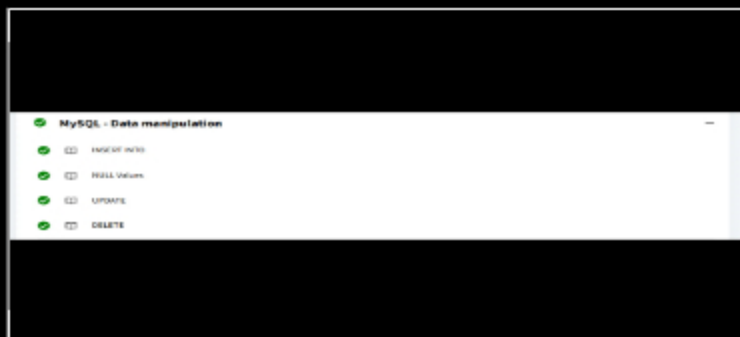 MySQL - Data manipulation
INSERT INTO
NULL Values
UPDATE
DELETE